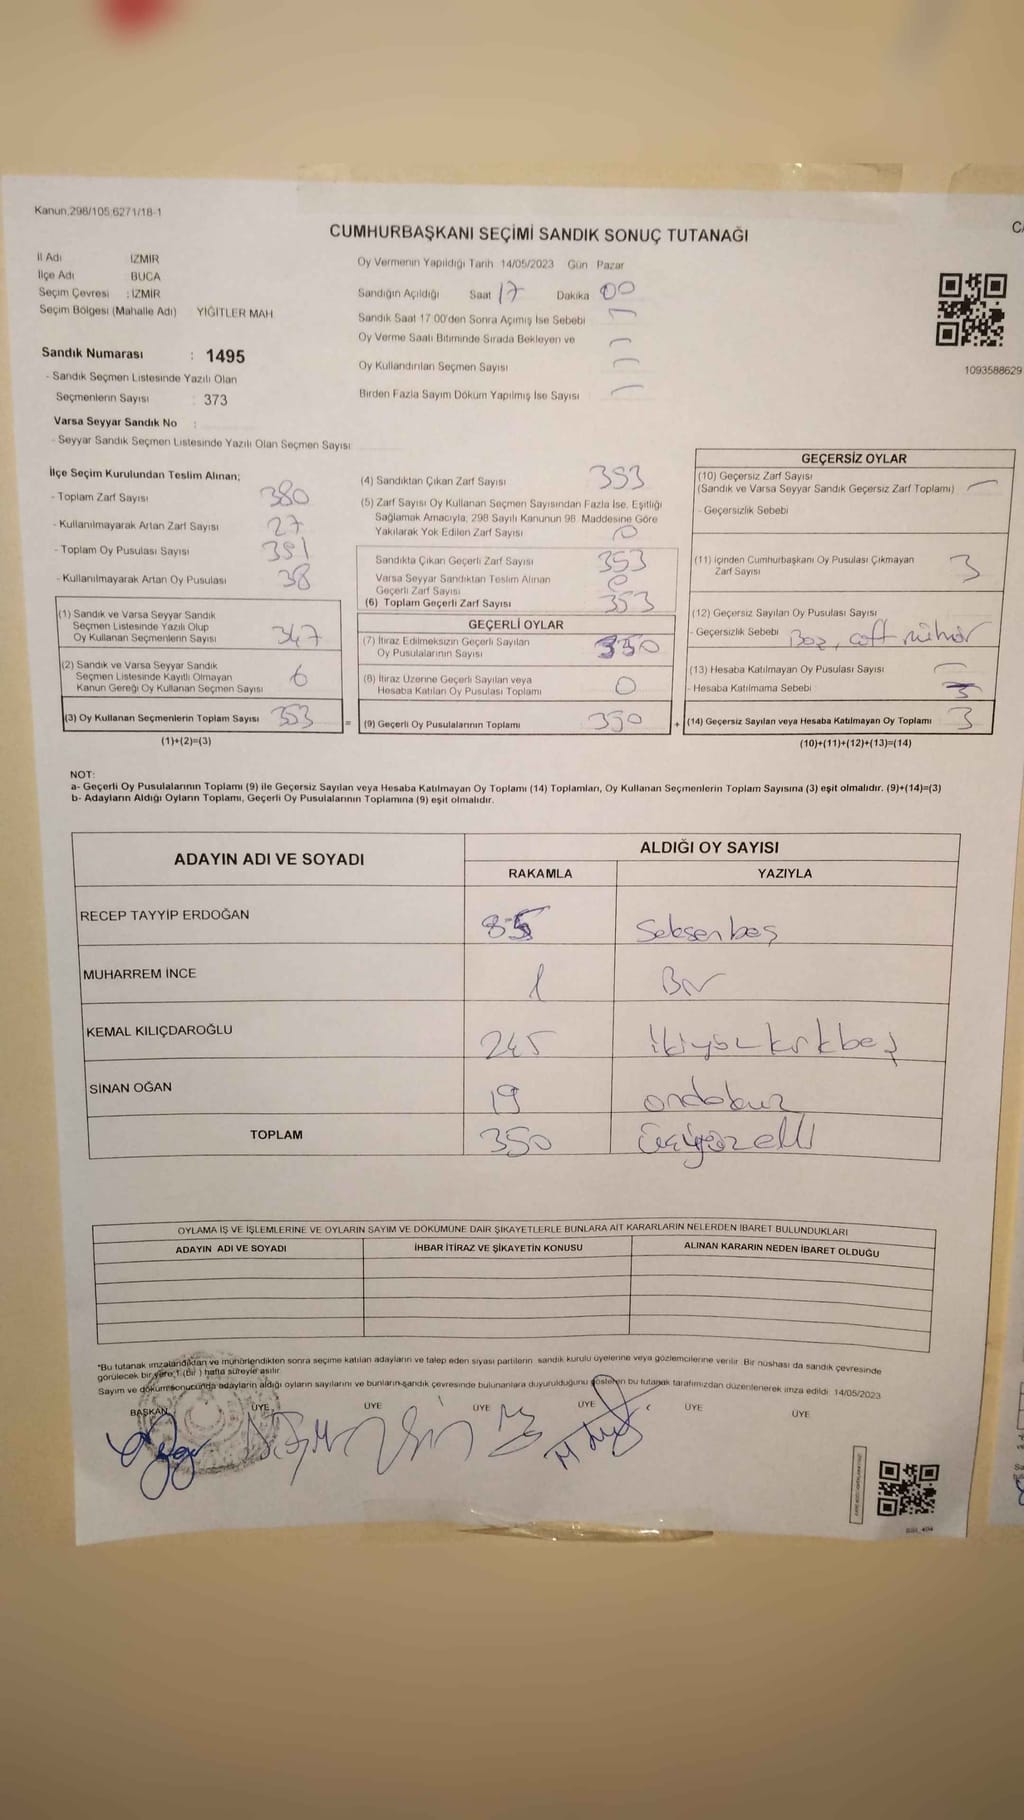 Kanun.298/105.6271/18-1
CUMHURBAŞKANI SEÇİMİ SANDIK SONUÇ TUTANAĞI
İl Adı İZMİR
İlçe Adı BUCA
Seçim Çevresi : İZMİR
Seçim Bölgesi (Mahalle Adı) YİĞİTLER MAH
Oy Vermenin Yapıldığı Tarih 14/05/2023 Gün Pazar
Sandığın Açıldığı Saat 17 Dakika 00
Sandık Saat 17 00'den Sonra Açımış İse Sebebi
Oy Verme Saati Bitiminde Sırada Bekleyen ve
Oy Kullandırılan Seçmen Sayısı
Birden Fazla Sayım Döküm Yapılmış İse Sayısı
1093588629
Sandık Numarası : 1495
- Sandık Seçmen Listesinde Yazılı Olan
Seçmenlerin Sayısı 373
Varsa Seyyar Sandık No :
- Seyyar Sandık Seçmen Listesinde Yazılı Olan Seçmen Sayısı
İlçe Seçim Kurulundan Teslim Alınan;
- Toplam Zarf Sayısı 380
- Kullanılmayarak Artan Zarf Sayısı 27
- Toplam Oy Pusulası Sayısı 391
- Kullanılmayarak Artan Oy Pusulası 38
(1) Sandık ve Varsa Seyyar Sandık
Seçmen Listesinde Yazılı Olup
Oy Kullanan Seçmenlerin Sayısı 347
(2) Sandık ve Varsa Seyyar Sandık
Seçmen Listesinde Kayıtlı Olmayan
Kanun Gereği Oy Kullanan Seçmen Sayısı 6
(3) Oy Kullanan Seçmenlerin Toplam Sayısı 353
(1)+(2)=(3)
(4) Sandıktan Çıkan Zarf Sayısı 353
(5) Zarf Sayısı Oy Kullanan Seçmen Sayısından Fazla İse, Eşitliği
Sağlamak Amacıyla, 298 Sayılı Kanunun 98. Maddesine Göre
Yakılarak Yok Edilen Zarf Sayısı 0
Sandıkta Çıkan Geçerli Zarf Sayısı 353
Varsa Seyyar Sandıktan Teslim Alınan
Geçerli Zarf Sayısı 0
(6) Toplam Geçerli Zarf Sayısı 353
GEÇERLİ OYLAR
(7) İtiraz Edilmeksizin Geçerli Sayılan
Oy Pusulalarının Sayısı 350
(8) İtiraz Üzerine Geçerli Sayılan veya
Hesaba Katılan Oy Pusulası Toplamı 0
= (9) Geçerli Oy Pusulalarının Toplamı 350
GEÇERSİZ OYLAR
(10) Geçersiz Zarf Sayısı
(Sandık ve Varsa Seyyar Sandık Geçersiz Zarf Toplamı)
- Geçersizlik Sebebi
(11) İçinden Cumhurbaşkanı Oy Pusulası Çıkmayan
Zarf Sayısı 3
(12) Geçersiz Sayılan Oy Pusulası Sayısı
- Geçersizlik Sebebi Boş, çift mühür
(13) Hesaba Katılmayan Oy Pusulası Sayısı
- Hesaba Katılmama Sebebi
+ (14) Geçersiz Sayılan veya Hesaba Katılmayan Oy Toplamı 3
(10)+(11)+(12)+(13)=(14)
NOT:
a- Geçerli Oy Pusulalarının Toplamı (9) ile Geçersiz Sayılan veya Hesaba Katılmayan Oy Toplamı (14) Toplamları, Oy Kullanan Seçmenlerin Toplam Sayısına (3) eşit olmalıdır. (9)+(14)=(3)
b- Adayların Aldığı Oyların Toplamı, Geçerli Oy Pusulalarının Toplamına (9) eşit olmalıdır.
ADAYIN ADI VE SOYADI ALDIĞI OY SAYISI
RAKAMLA YAZIYLA
RECEP TAYYİP ERDOĞAN 85 Seksenbeş
MUHARREM İNCE 1 Bir
KEMAL KILIÇDAROĞLU 245 ikiyüzkırkbeş
SİNAN OĞAN 19 ondokuz
TOPLAM 350 Üçyüzelli
OYLAMA İŞ VE İŞLEMLERİNE VE OYLARIN SAYIM VE DÖKÜMÜNE DAİR ŞİKAYETLERLE BUNLARA AİT KARARLARIN NELERDEN İBARET BULUNDUKLARI
ADAYIN ADI VE SOYADI İHBAR İTİRAZ VE ŞİKAYETİN KONUSU ALINAN KARARIN NEDEN İBARET OLDUĞU
*Bu tutanak imzalandıktan ve mühürlendikten sonra seçime katılan adayların ve talep eden siyasi partilerin sandık kurulu üyelerine veya gözlemcilerine verilir. Bir nüshası da sandık çevresinde
görülecek bir yere 1 (Bir ) hafta süreyle asılır.
Sayım ve döküm sonucunda adayların aldığı oyların sayılarını ve bunların sandık çevresinde bulunanlara duyurulduğunu gösteren bu tutanak tarafımızdan düzenlenerek imza edildi. 14/05/2023
BAŞKAN ÜYE ÜYE ÜYE ÜYE ÜYE ÜYE